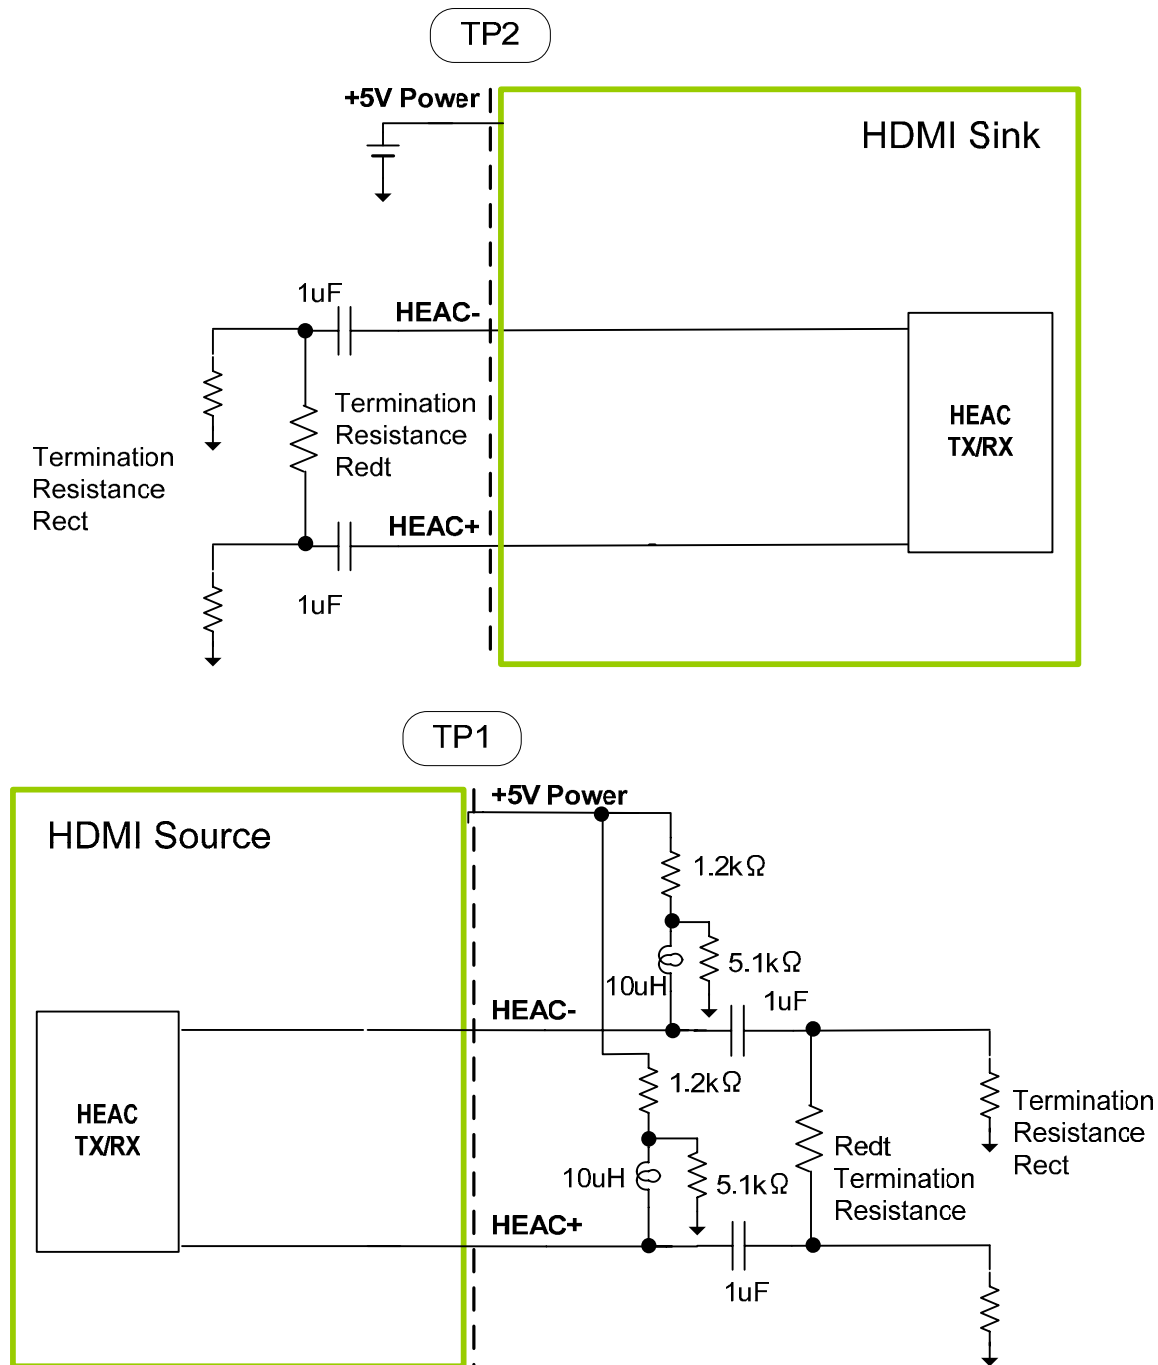 TP2
+5V Power
HDMI Sink
1uF
HEAC-
Termination
Resistance
Redt
HEAC
TX/RX
Termination
Resistance
Rect
HEAC+
1uF
TP1
+5V Power
HDMI Source
1.2kΩ
5.1kΩ
10uH
1uF
HEAC-
1.2kΩ
HEAC
TX/RX
Termination
Resistance
Rect
Redt
Termination
Resistance
10uH
5.1kΩ
HEAC+
1uF